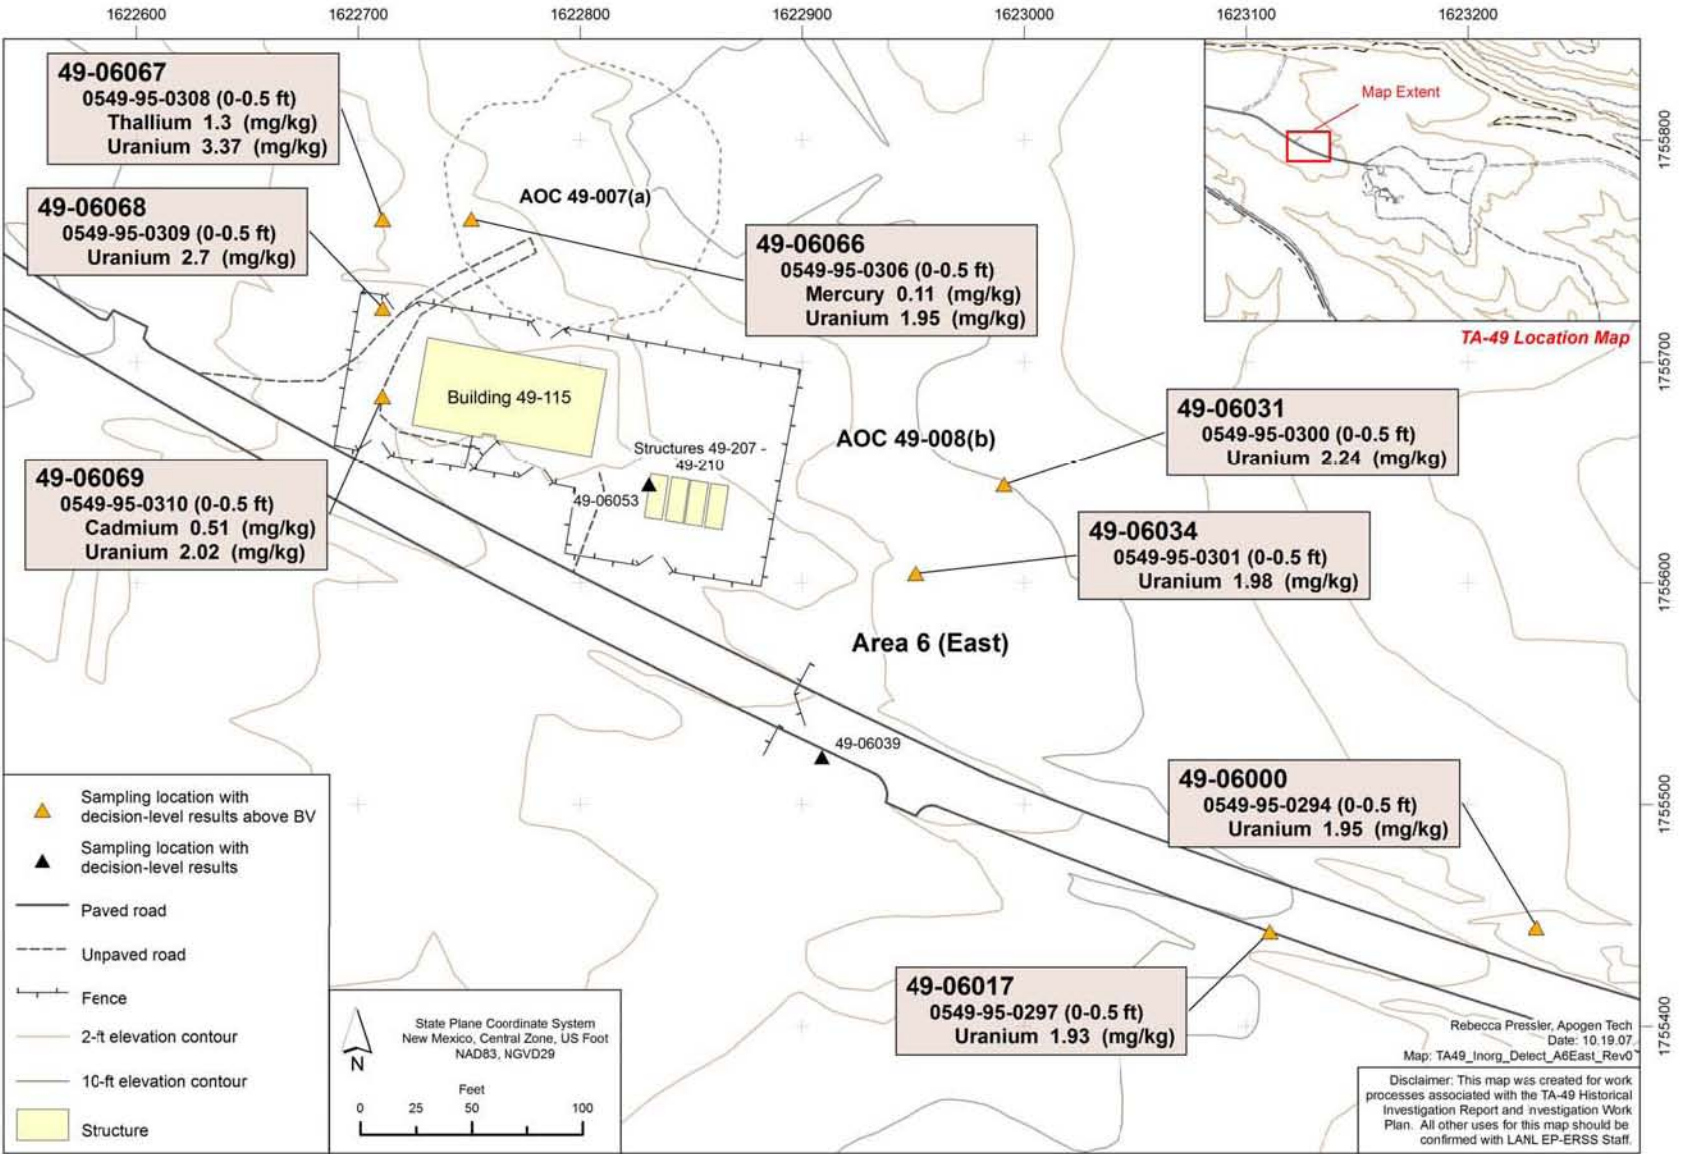 1622600
1622700
1622800
1622900
1623000
1623100
1623200
49-06067
0549-95-0308 (0-0.5 ft)
Thallium 1.3 (mg/kg)
Uranium 3.37 (mg/kg)
49-06068
0549-95-0309 (0-0.5 ft)
Uranium 2.7 (mg/kg)
AOC 49-007(a)
49-06066
0549-95-0306 (0-0.5 ft)
Mercury 0.11 (mg/kg)
Uranium 1.95 (mg/kg)
Map Extent
TA-49 Location Map
1755800
1755700
1755600
1755500
1755400
Building 49-115
Structures 49-207 -
49-210
49-06053
AOC 49-008(b)
49-06031
0549-95-0300 (0-0.5 ft)
Uranium 2.24 (mg/kg)
49-06069
0549-95-0310 (0-0.5 ft)
Cadmium 0.51 (mg/kg)
Uranium 2.02 (mg/kg)
49-06034
0549-95-0301 (0-0.5 ft)
Uranium 1.98 (mg/kg)
Area 6 (East)
49-06039
49-06000
0549-95-0294 (0-0.5 ft)
Uranium 1.95 (mg/kg)
49-06017
0549-95-0297 (0-0.5 ft)
Uranium 1.93 (mg/kg)
Sampling location with
decision-level results above BV
Sampling location with
decision-level results
Paved road
Unpaved road
Fence
2-ft elevation contour
10-ft elevation contour
Structure
N
State Plane Coordinate System
New Mexico, Central Zone, US Foot
NAD83, NGVD29
Feet
0 25 50 100
Rebecca Pressler, Apogen Tech
Date: 10.19.07
Map: TA49_Inorg_Detect_A6East_Rev0
Disclaimer: This map was created for work
processes associated with the TA-49 Historical
Investigation Report and Investigation Work
Plan. All other uses for this map should be
confirmed with LANL EP-ERSS Staff.